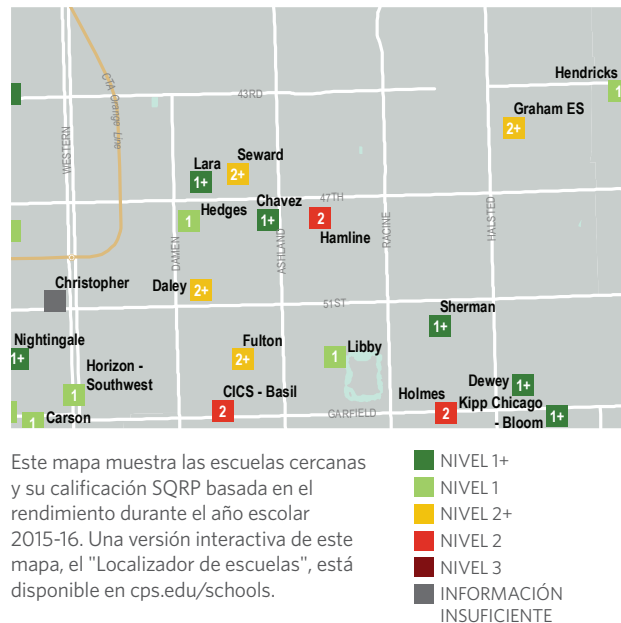 Hendricks
1
CTA Orange Line
43RD
Graham ES
2+
WESTERN
Seward
2+
Lara
1+
47TH
Chavez
1+
Hedges
1
2
Hamline
DAMEN
ASHLAND
RACINE
HALSTED
Christopher
Daley
2+
51ST
Sherman
1+
Nightingale
1+
Fulton
2+
Libby
1
Horizon -
Southwest
1
CICS - Basil
2
Dewey
1+
Holmes
2
Kipp Chicago
- Bloom
1+
GARFIELD
1
Carson
Este mapa muestra las escuelas cercanas
y su calificación SQRP basada en el
rendimiento durante el año escolar
2015-16. Una versión interactiva de este
mapa, el "Localizador de escuelas", está
disponible en cps.edu/schools.
NIVEL 1+
NIVEL 1
NIVEL 2+
NIVEL 2
NIVEL 3
INFORMACIÓN
INSUFICIENTE